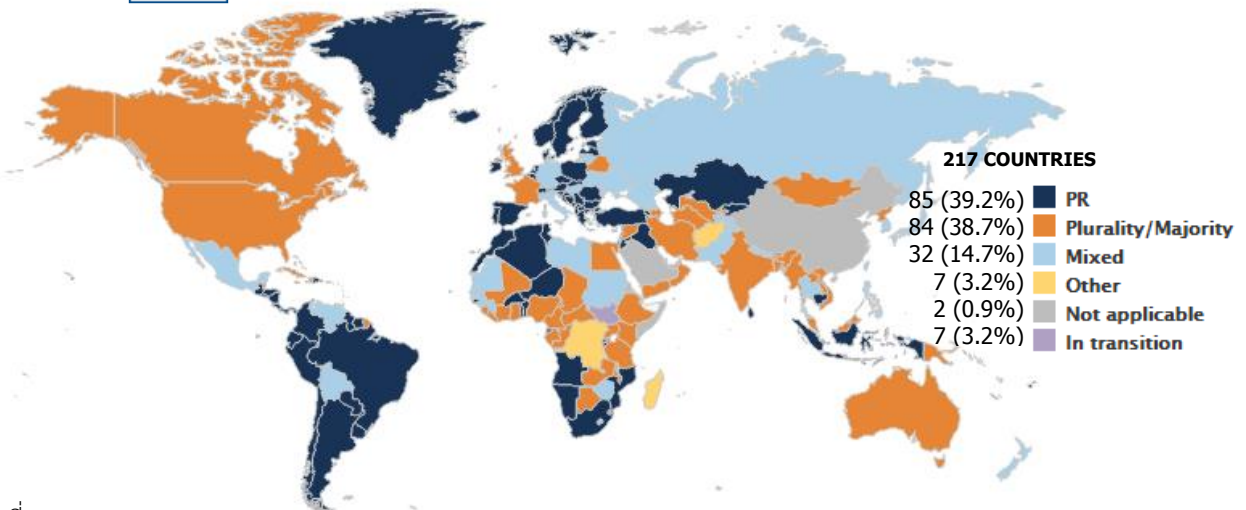 217 COUNTRIES
85 (39.2%) PR
84 (38.7%) Plurality/Majority
32 (14.7%) Mixed
7 (3.2%) Other
2 (0.9%) Not applicable
7 (3.2%) In transition
ที่